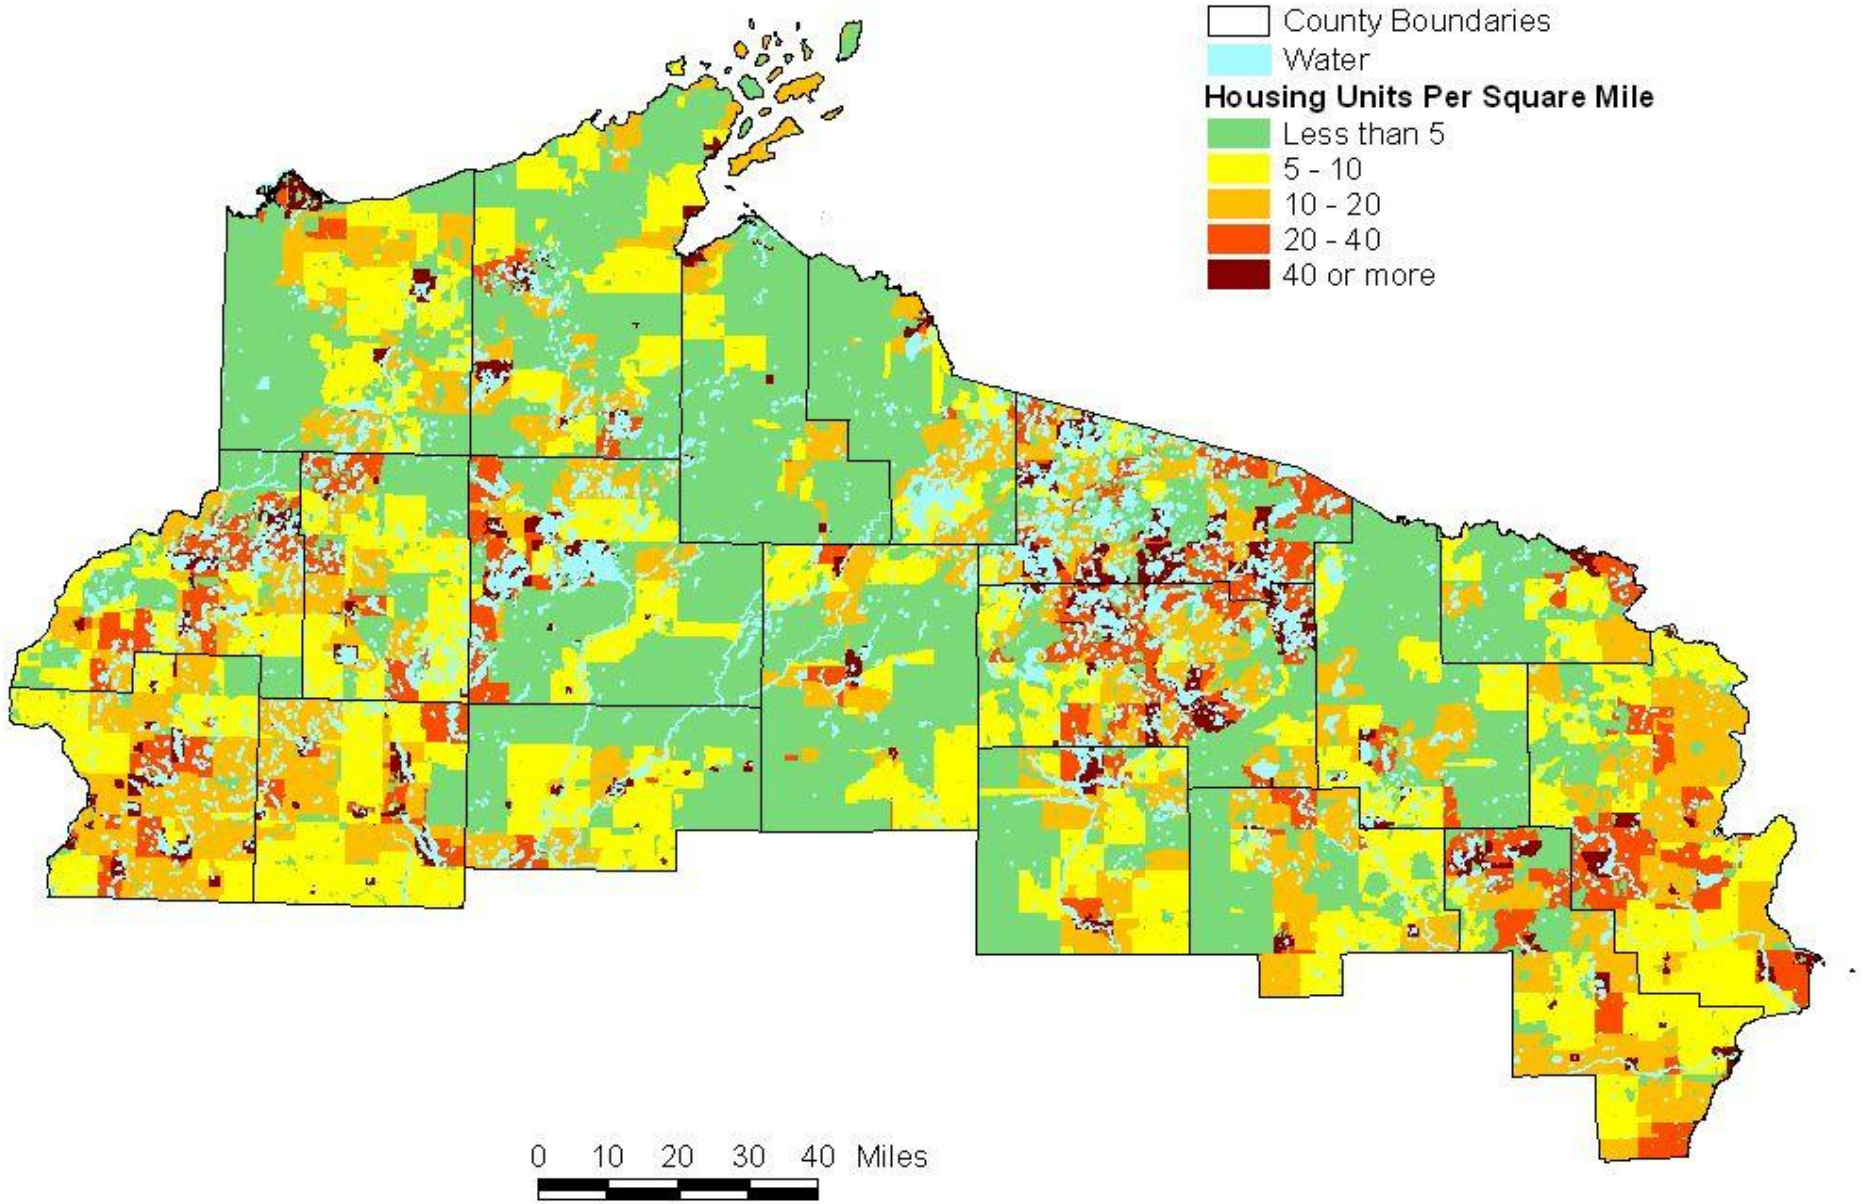 County Boundaries
Water
Housing Units Per Square Mile
Less than 5
5 - 10
10 - 20
20 - 40
40 or more
0 10 20 30 40 Miles